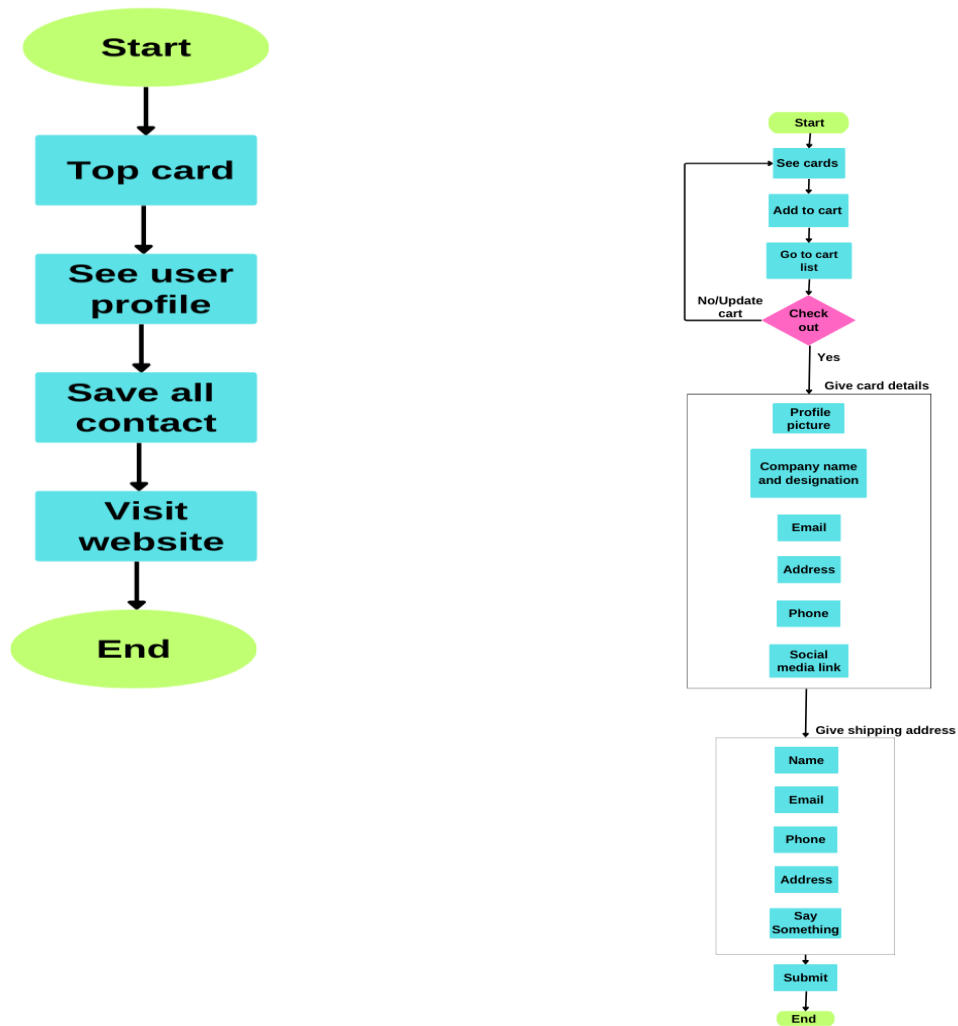 Start
Top card
See user
profile
Save all
contact
Visit
website
End
Start
See cards
Add to cart
Go to cart
list
No/Update
cart
Check
out
Yes
Give card details
Profile
picture
Company name
and designation
Email
Address
Phone
Social
media link
Give shipping address
Name
Email
Phone
Address
Say
Something
Submit
End